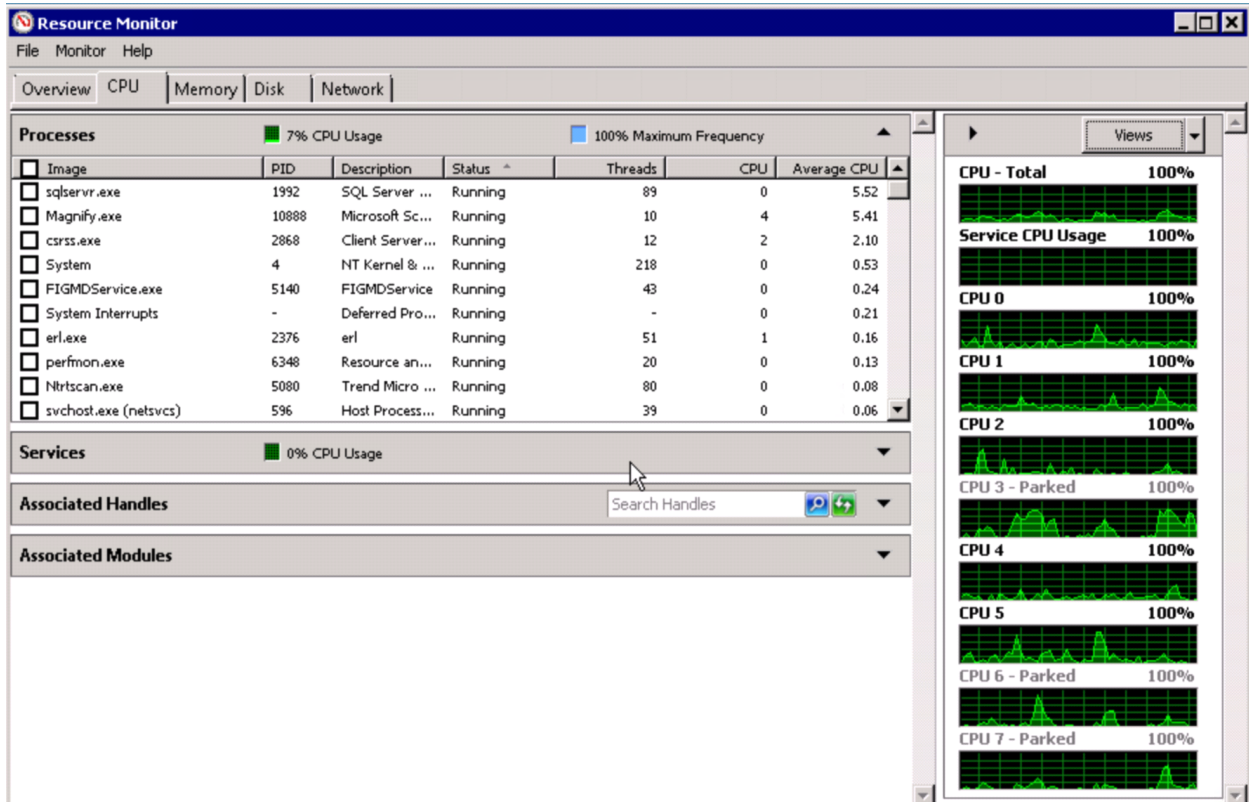 Resource Monitor
File Monitor Help
Overview CPU Memory Disk Network
Processes 7% CPU Usage 100% Maximum Frequency
Image PID Description Status Threads CPU Average CPU
sqlservr.exe 1992 SQL Server ... Running 89 0 5.52
Magnify.exe 10888 Microsoft Sc... Running 10 4 5.41
csrss.exe 2868 Client Server... Running 12 2 2.10
System 4 NT Kernel & ... Running 218 0 0.53
FIGMDService.exe 5140 FIGMDService Running 43 0 0.24
System Interrupts - Deferred Pro... Running - 0 0.21
erl.exe 2376 erl Running 51 1 0.16
perfmon.exe 6348 Resource an... Running 20 0 0.13
Ntrtscan.exe 5080 Trend Micro ... Running 80 0 0.08
svchost.exe (netsvcs) 596 Host Process... Running 39 0 0.06
Services 0% CPU Usage
Associated Handles Search Handles
Associated Modules
Views
CPU - Total 100%
Service CPU Usage 100%
CPU 0 100%
CPU 1 100%
CPU 2 100%
CPU 3 - Parked 100%
CPU 4 100%
CPU 5 100%
CPU 6 - Parked 100%
CPU 7 - Parked 100%